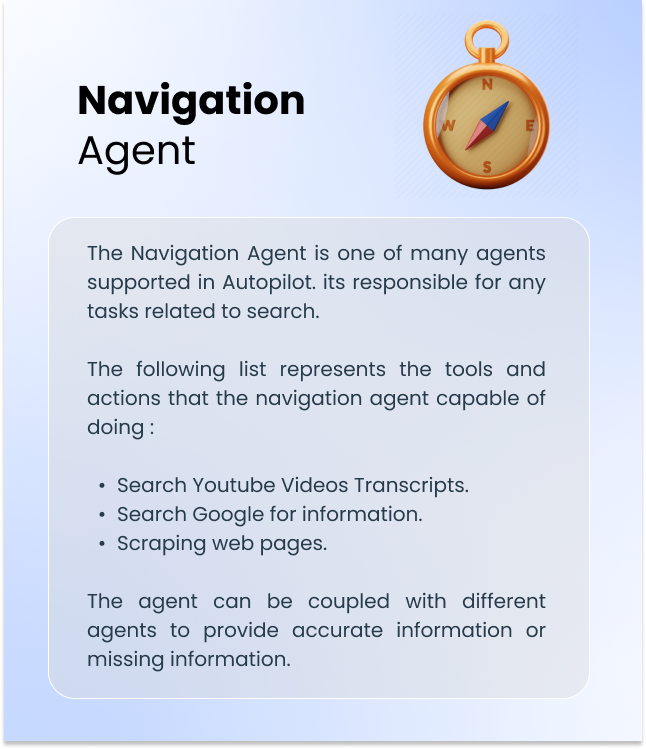 Navigation
Agent
N
W
E
S
The Navigation Agent is one of many agents
supported in Autopilot. its responsible for any
tasks related to search.
The following list represents the tools and
actions that the navigation agent capable of
doing :
• Search Youtube Videos Transcripts.
• Search Google for information.
• Scraping web pages.
The agent can be coupled with different
agents to provide accurate information or
missing information.